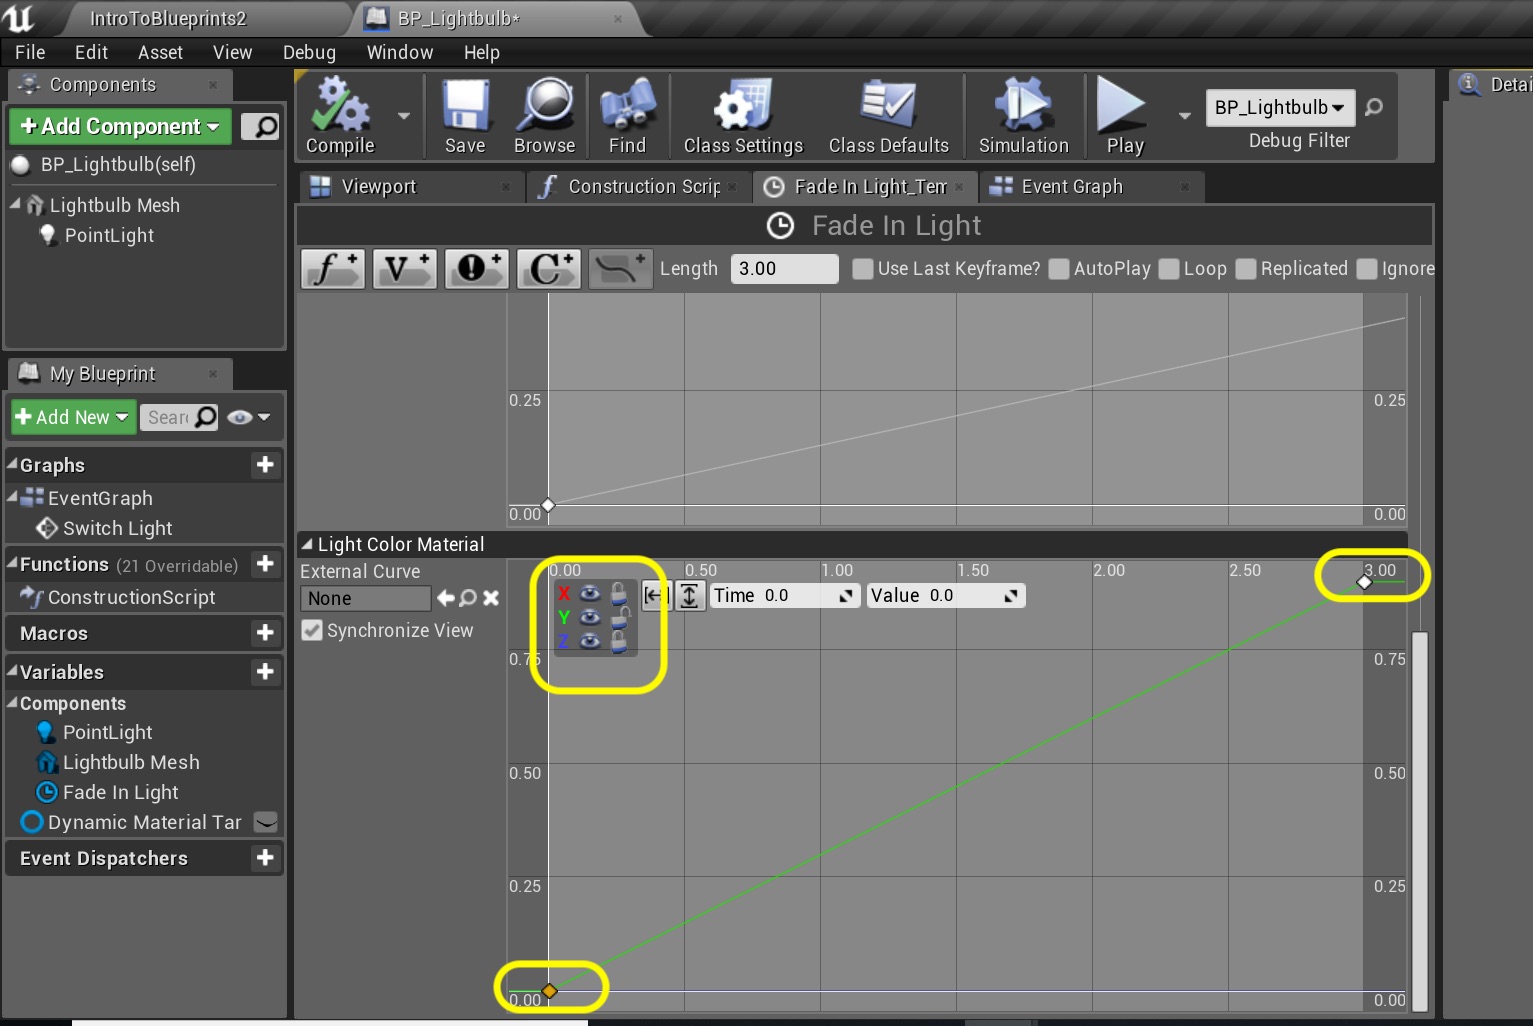 IntroToBlueprints2
BP_Lightbulb*
File Edit Asset View Debug Window Help
Components
Detai
+Add Component
BP_Lightbulb(self)
Lightbulb Mesh
PointLight
Compile Save Browse Find Class Settings Class Defaults Simulation Play
BP_Lightbulb
Debug Filter
Viewport
Construction Scrip
Fade In Light_Tem
Event Graph
Fade In Light
f+ V+ !+ C+
Length 3.00 Use Last Keyframe? AutoPlay Loop Replicated Ignore
0.25 0.25
0.00 0.00
My Blueprint
+Add New
Sear
Graphs +
EventGraph
Switch Light
Functions (21 Overridable) +
ConstructionScript
Macros +
Variables +
Components
PointLight
Lightbulb Mesh
Fade In Light
Dynamic Material Tar
Event Dispatchers +
Light Color Material
External Curve
None
Synchronize View
0.00 0.50 1.00 1.50 2.00 2.50 3.00
X
Y
Z
Time 0.0 Value 0.0
0.75 0.75
0.50 0.50
0.25 0.25
0.00 0.00